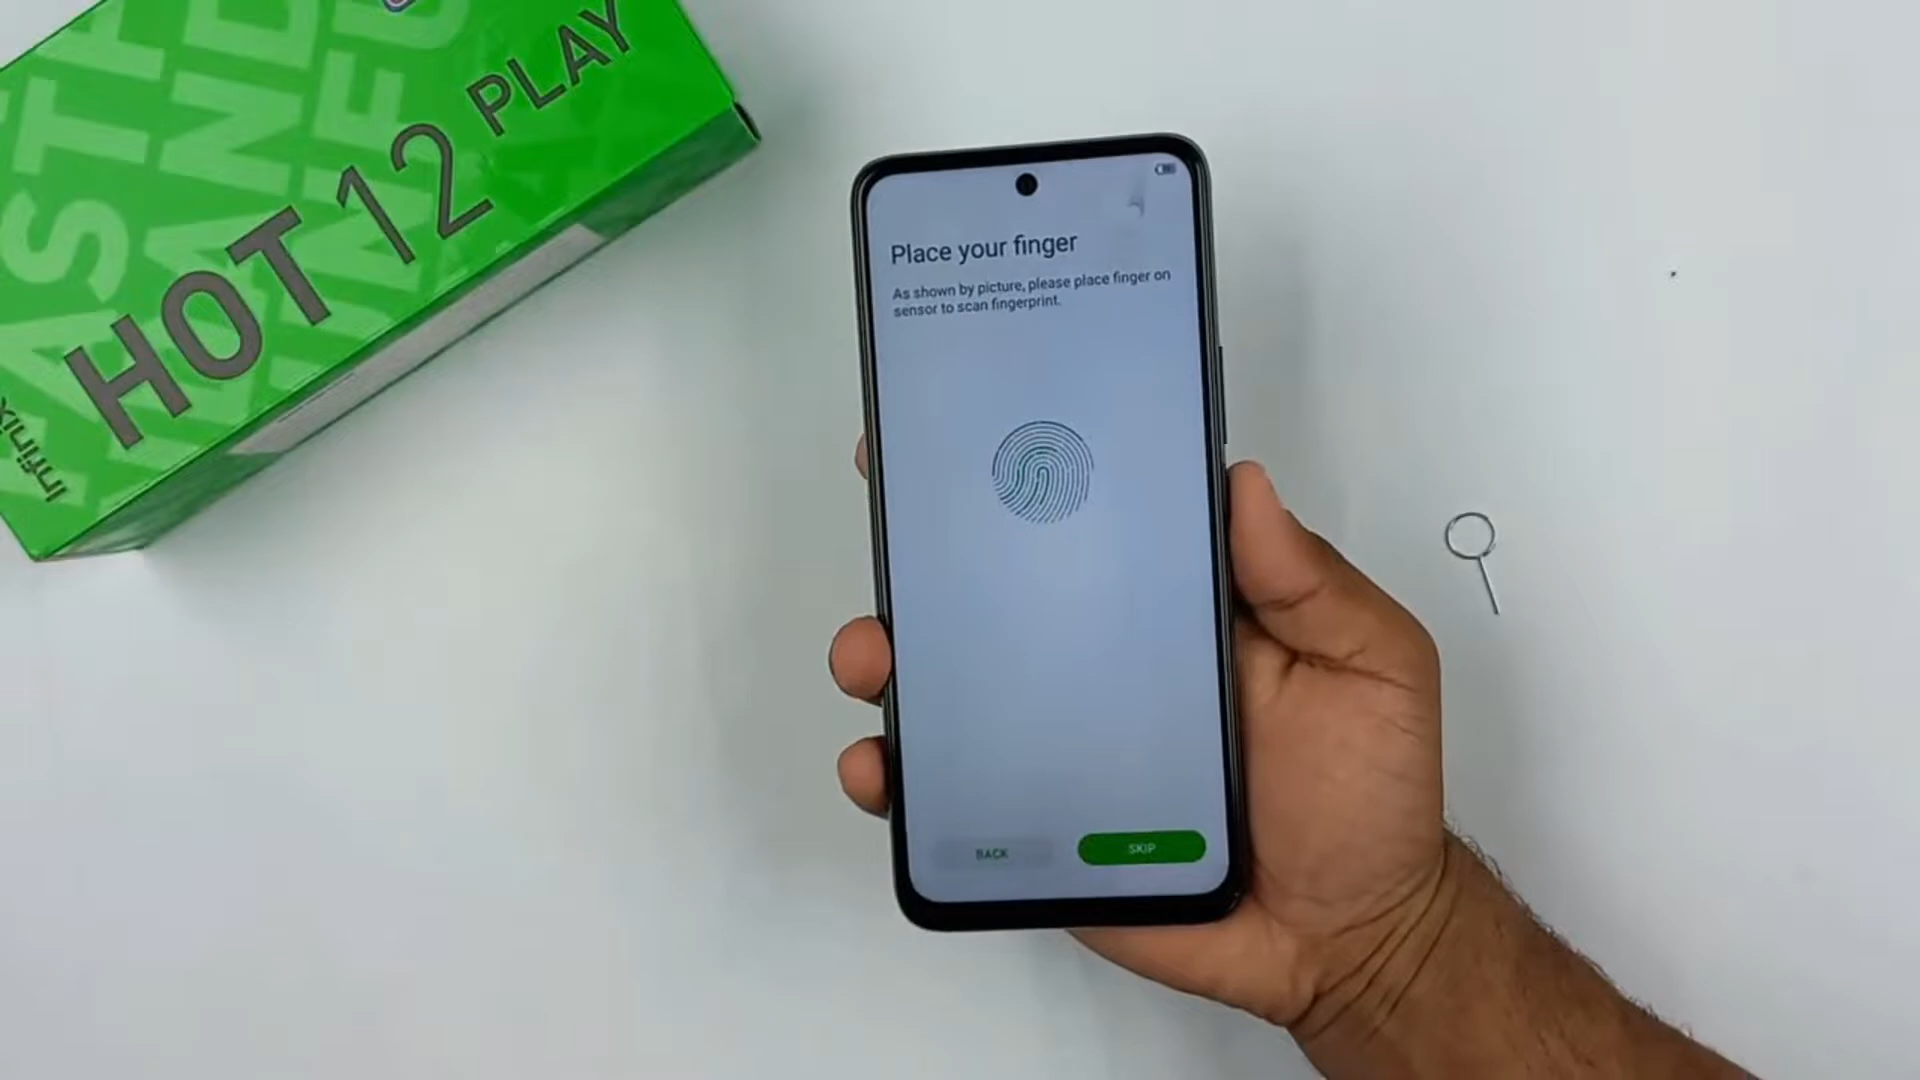 HOT 12 PLAY
Infinix
Place your finger
As shown by picture, please place finger on
sensor to scan fingerprint.
BACK
SKIP